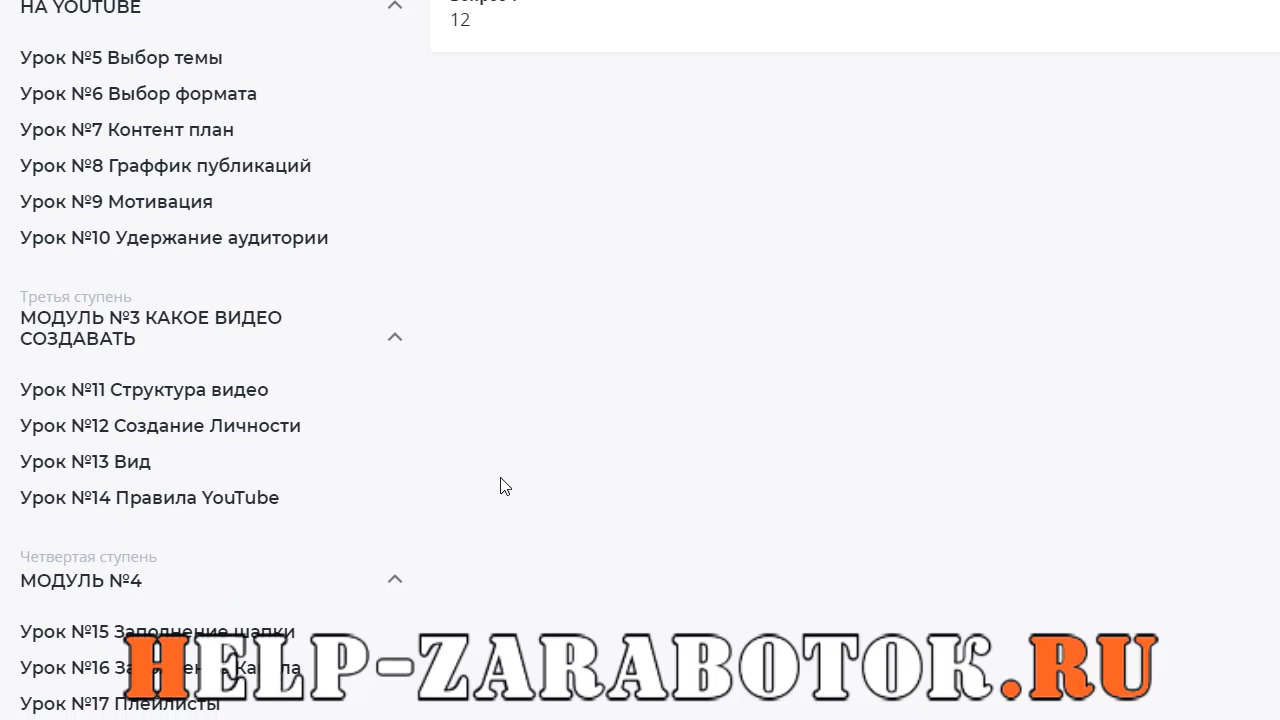 НА YOUTUBE
12
Урок №5 Выбор темы
Урок №6 Выбор формата
Урок №7 Контент план
Урок №8 Граффик публикаций
Урок №9 Мотивация
Урок №10 Удержание аудитории
Третья ступень
МОДУЛЬ №3 КАКОЕ ВИДЕО
СОЗДАВАТЬ
Урок №11 Структура видео
Урок №12 Создание Личности
Урок №13 Вид
Урок №14 Правила YouTube
Четвертая ступень
МОДУЛЬ №4
Урок №15 Заполнение шапки
Урок №16
Урок №17 Плейлисты
HELP-ZARABOTOK.RU